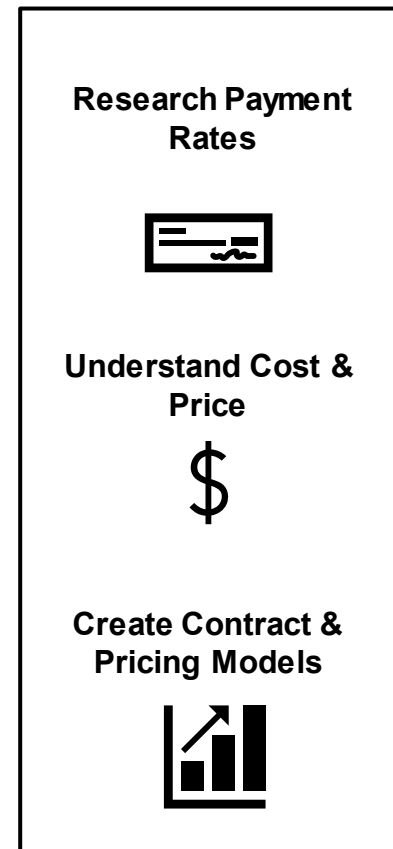 Research Payment
Rates
Understand Cost &
Price
$
Create Contract &
Pricing Models